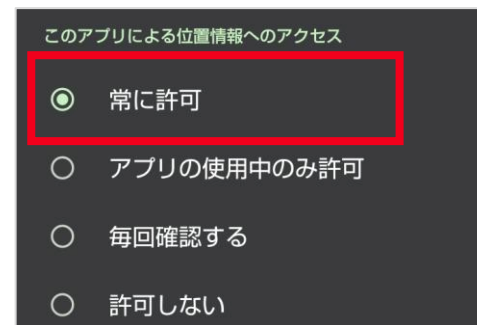 このアプリによる位置情報へのアクセス
常に許可
アプリの使用中のみ許可
毎回確認する
許可しない